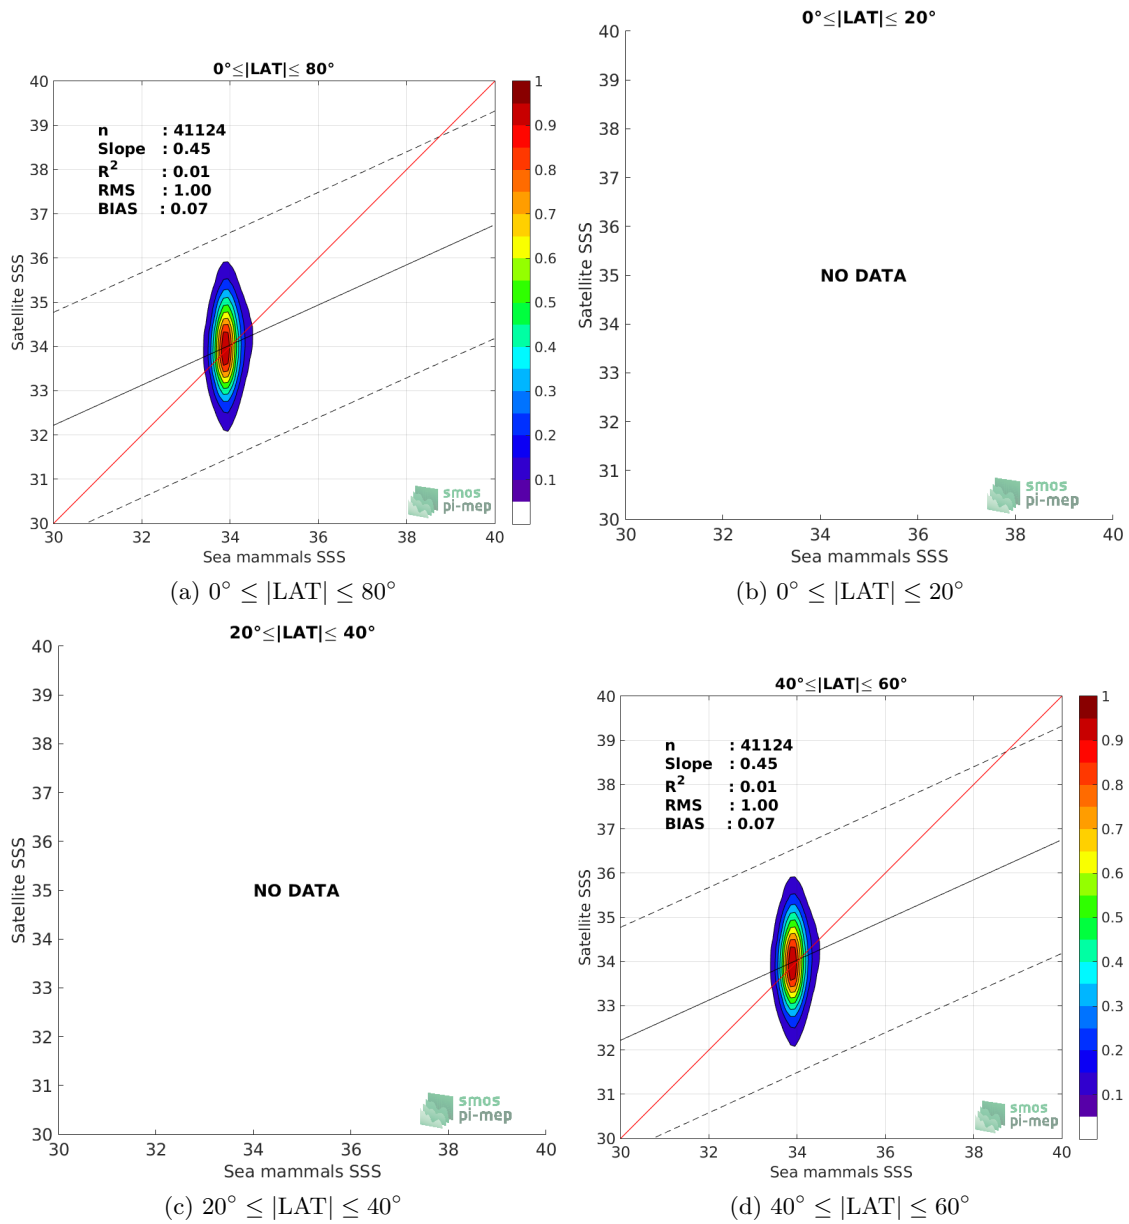 0°≤|LAT|≤ 80°
40
39
38
37
36
35
34
33
32
31
30
Satellite SSS
n : 41124
Slope : 0.45
R2 : 0.01
RMS : 1.00
BIAS : 0.07
smos
pi-mep
30 32 34 36 38 40
Sea mammals SSS
1
0.9
0.8
0.7
0.6
0.5
0.4
0.3
0.2
0.1
(a) 0° ≤ |LAT| ≤ 80°
0°≤|LAT|≤ 20°
40
39
38
37
36
35
34
33
32
31
30
Satellite SSS
NO DATA
smos
pi-mep
30 32 34 36 38 40
Sea mammals SSS
(b) 0° ≤ |LAT| ≤ 20°
20°≤|LAT|≤ 40°
40
39
38
37
36
35
34
33
32
31
30
Satellite SSS
NO DATA
smos
pi-mep
30 32 34 36 38 40
Sea mammals SSS
(c) 20° ≤ |LAT| ≤ 40°
40°≤|LAT|≤ 60°
40
39
38
37
36
35
34
33
32
31
30
Satellite SSS
n : 41124
Slope : 0.45
R2 : 0.01
RMS : 1.00
BIAS : 0.07
smos
pi-mep
30 32 34 36 38 40
Sea mammals SSS
1
0.9
0.8
0.7
0.6
0.5
0.4
0.3
0.2
0.1
(d) 40° ≤ |LAT| ≤ 60°